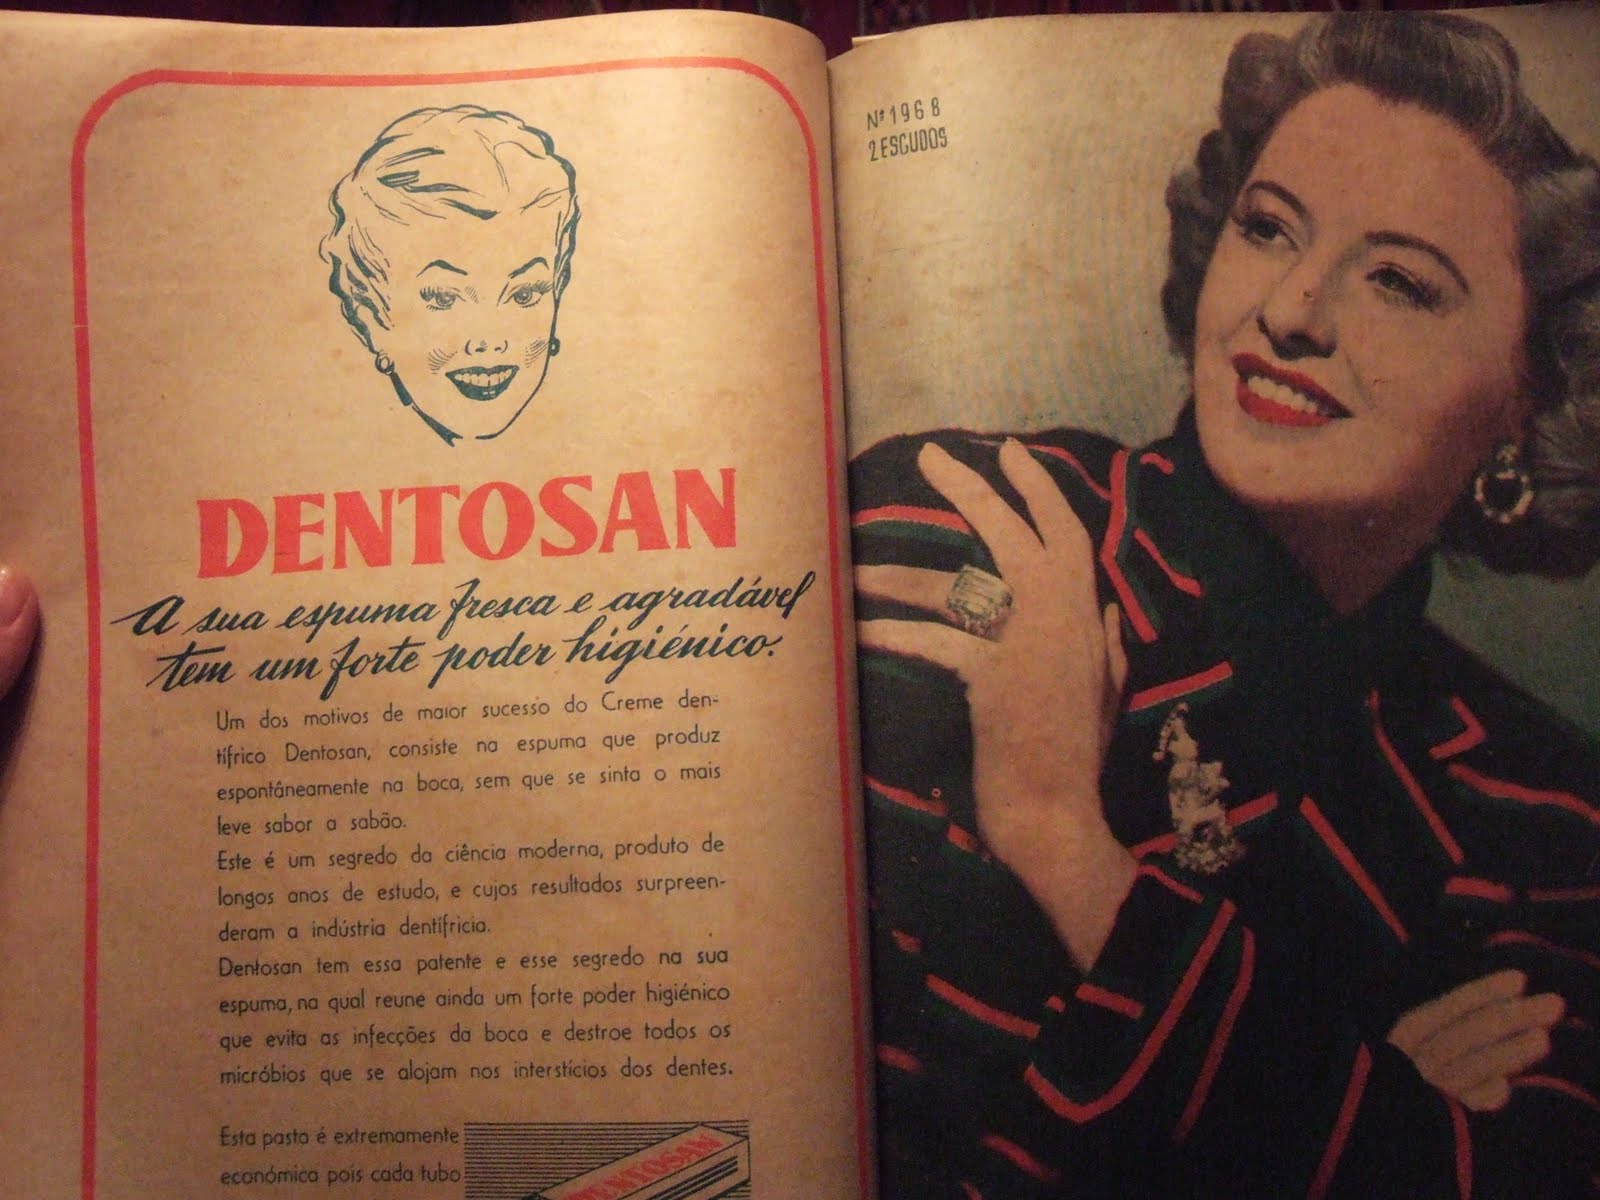 DENTOSAN
A sua espuma fresca e agradável
tem um forte poder higiénico.
Um dos motivos de maior sucesso do Creme den-
tífrico Dentosan, consiste na espuma que produz
espontâneamente na boca, sem que se sinta o mais
leve sabor a sabão.
Este é um segredo da ciência moderna, produto de
longos anos de estudo, e cujos resultados surpreen-
deram a indústria dentifrícia.
Dentosan tem essa patente e esse segredo na sua
espuma, na qual reune ainda um forte poder higiénico
que evita as infecções da boca e destroe todos os
micróbios que se alojam nos interstícios dos dentes.
Esta pasta é extremamente
económica pois cada tubo
DENTOSAN
Nº 1968
2 ESCUDOS